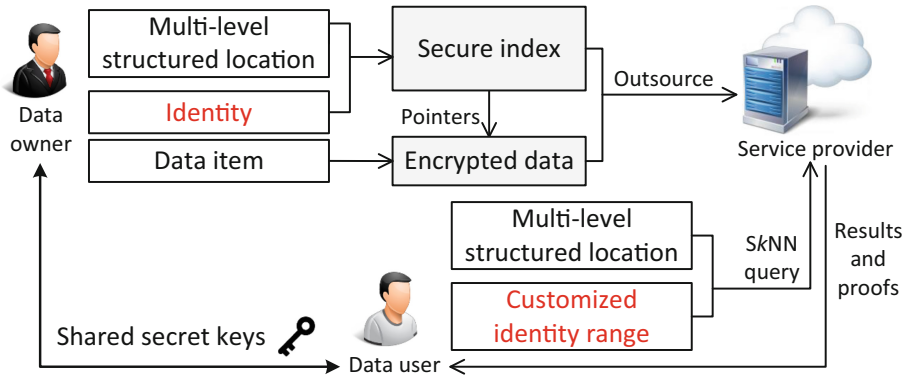 Multi-level
structured location
Identity
Data item
Data
owner
Secure index
Pointers
Encrypted data
Outsource
Service provider
Multi-level
structured location
Customized
identity range
SkNN
query
Results
and
proofs
Shared secret keys
Data user